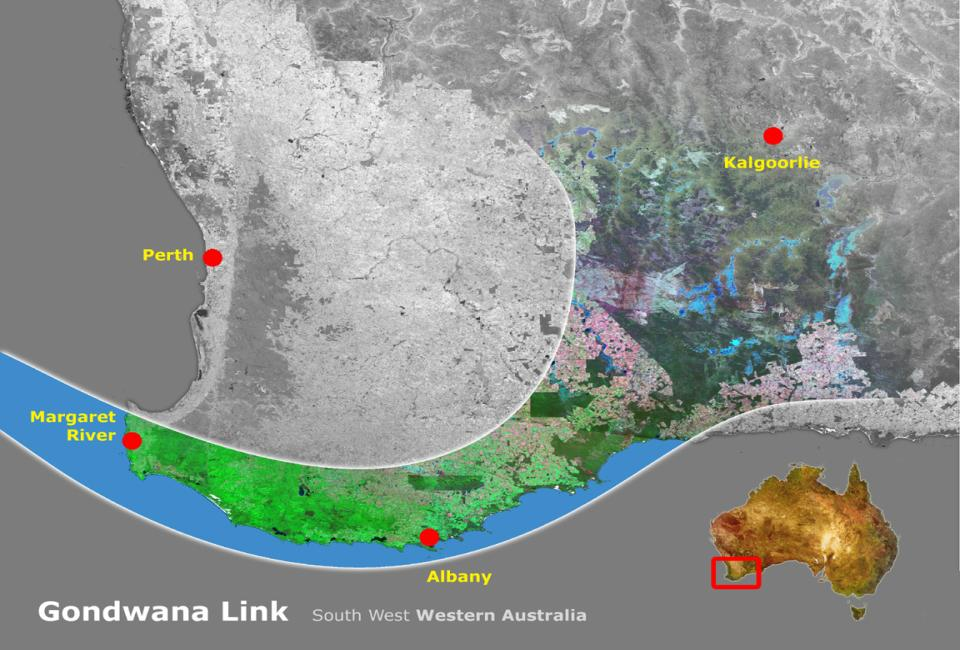 Kalgoorlie
Perth
Margaret
River
Albany
Gondwana Link South West Western Australia